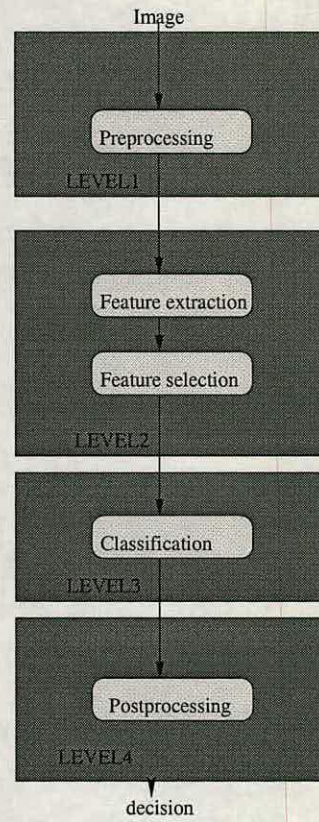 Image
Preprocessing
LEVEL1
Feature extraction
Feature selection
LEVEL2
Classification
LEVEL3
Postprocessing
LEVEL4
decision